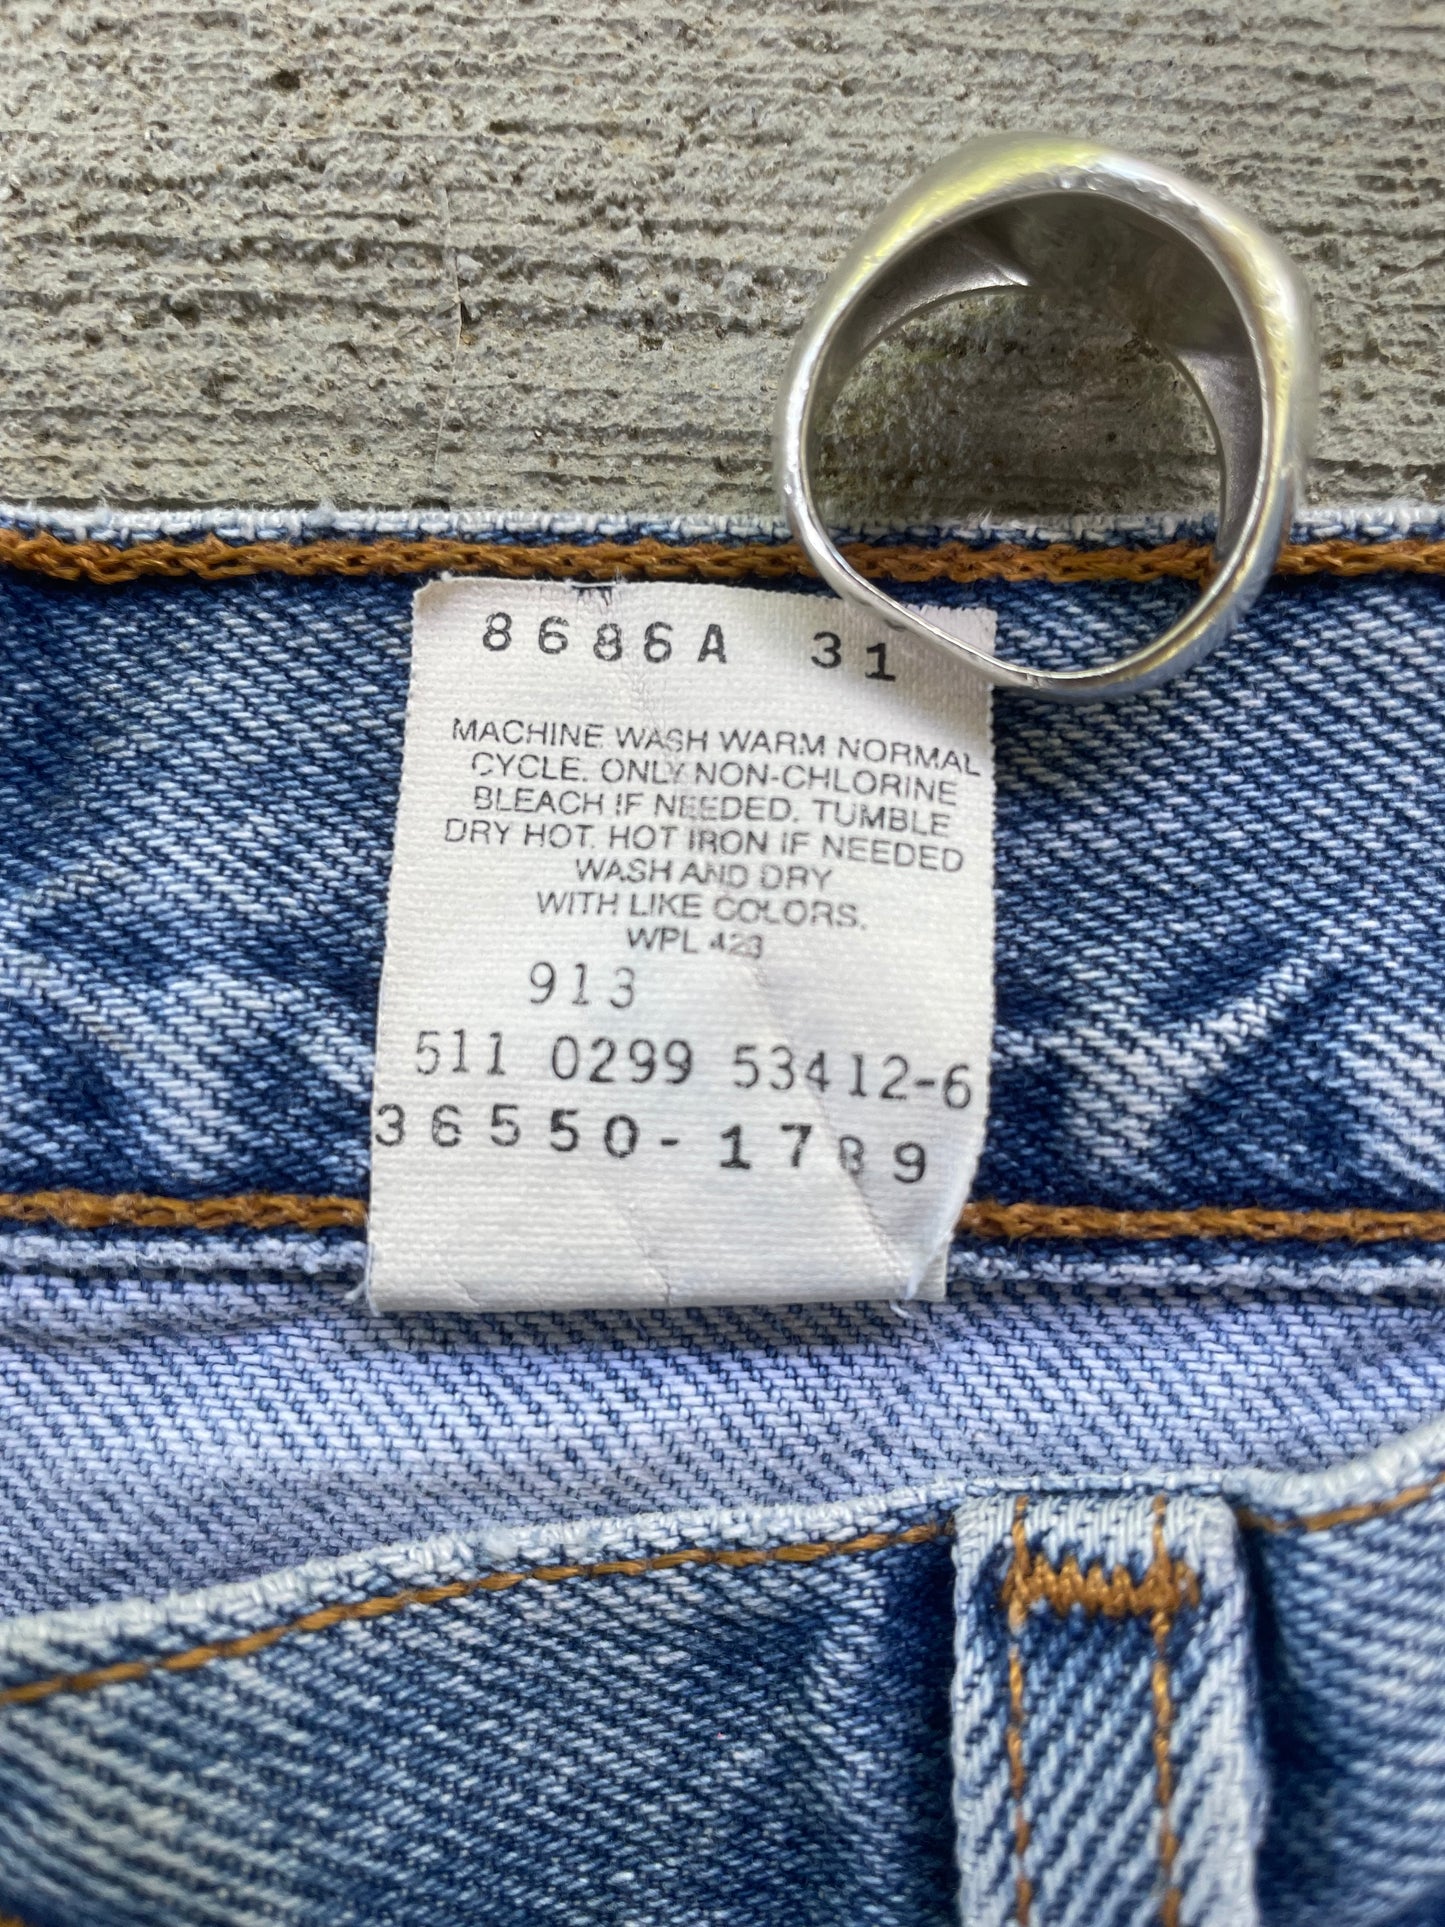 8686A 31
MACHINE WASH WARM NORMAL
CYCLE. ONLY NON-CHLORINE
BLEACH IF NEEDED. TUMBLE
DRY HOT. HOT IRON IF NEEDED
WASH AND DRY
WITH LIKE COLORS.
WPL 423
913
511 0299 53412-6
36550-1789